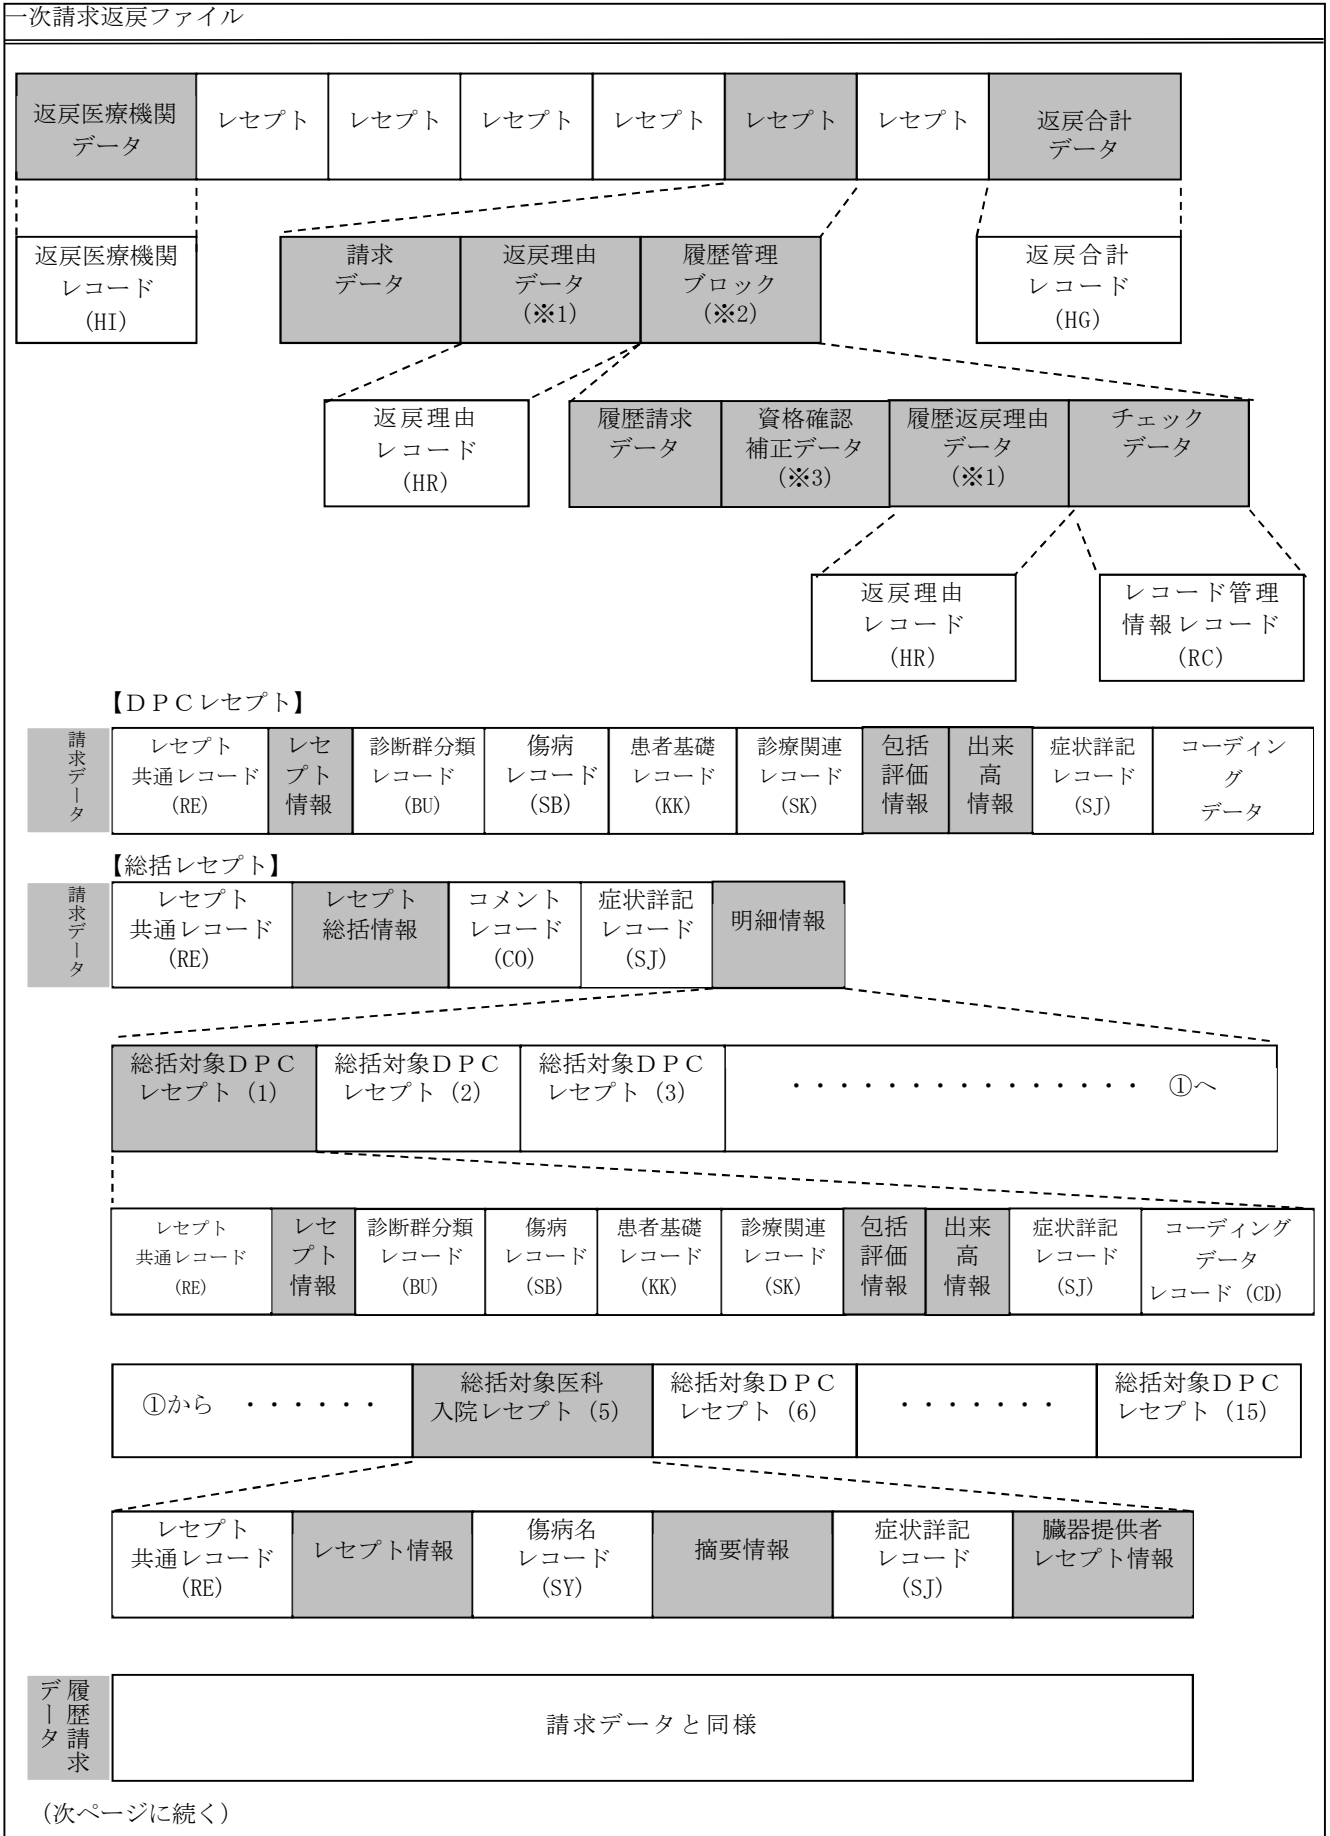 一次請求返戻ファイル
返戻医療機関
データ
レセプト
レセプト
レセプト
レセプト
レセプト
レセプト
返戻合計
データ
返戻医療機関
レコード
(HI)
請求
データ
返戻理由
データ
(※1)
履歴管理
ブロック
(※2)
返戻合計
レコード
(HG)
返戻理由
レコード
(HR)
履歴請求
データ
資格確認
補正データ
(※3)
履歴返戻理由
データ
(※1)
チェック
データ
返戻理由
レコード
(HR)
レコード管理
情報レコード
(RC)
【ＤＰＣレセプト】
請求データ
レセプト
共通レコード
(RE)
レセ
プト
情報
診断群分類
レコード
(BU)
傷病
レコード
(SB)
患者基礎
レコード
(KK)
診療関連
レコード
(SK)
包括
評価
情報
出来
高
情報
症状詳記
レコード
(SJ)
コーディン
グ
データ
【総括レセプト】
請求データ
レセプト
共通レコード
(RE)
レセプト
総括情報
コメント
レコード
(CO)
症状詳記
レコード
(SJ)
明細情報
総括対象ＤＰＣ
レセプト (1)
総括対象ＤＰＣ
レセプト (2)
総括対象ＤＰＣ
レセプト (3)
・・・・・・・・・・・・・・・ ①へ
レセプト
共通レコード
(RE)
レセ
プト
情報
診断群分類
レコード
(BU)
傷病
レコード
(SB)
患者基礎
レコード
(KK)
診療関連
レコード
(SK)
包括
評価
情報
出来
高
情報
症状詳記
レコード
(SJ)
コーディング
データ
レコード (CD)
①から ・・・・・・
総括対象医科
入院レセプト (5)
総括対象ＤＰＣ
レセプト (6)
・・・・・・・
総括対象ＤＰＣ
レセプト (15)
レセプト
共通レコード
(RE)
レセプト情報
傷病名
レコード
(SY)
摘要情報
症状詳記
レコード
(SJ)
臓器提供者
レセプト情報
履歴請求
データ
請求データと同様
(次ページに続く)